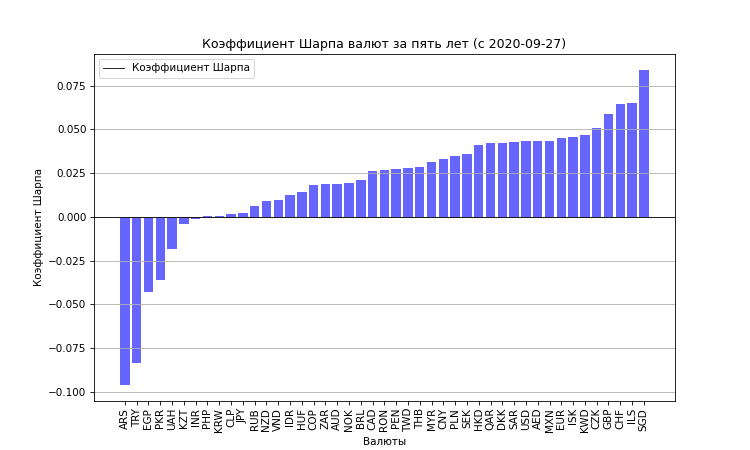 Коэффициент Шарпа валют за пять лет (с 2020-09-27)
Коэффициент Шарпа
0.075
0.050
0.025
0.000
−0.025
−0.050
−0.075
−0.100
Коэффициент Шарпа
ARS TRY EGP PKR UAH KZT INR PHP KRW CLP JPY RUB NZD VND IDR HUF COP ZAR AUD NOK BRL CAD RON PEN TWD THB MYR CNY PLN SEK HKD QAR DKK SAR USD AED MXN EUR ISK KWD CZK GBP CHF ILS SGD
Валюты